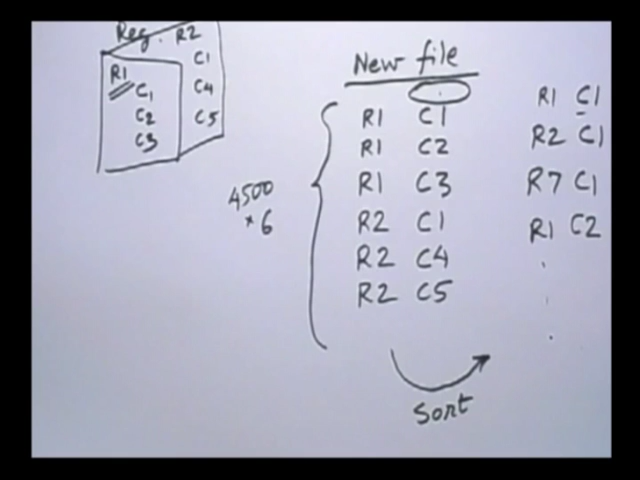 Reg. R2
R1 C1
C1 C4
C2 C5
C3
4500
* 6
New file
R1 C1
R1 C2
R1 C3
R2 C1
R2 C4
R2 C5
Sort
R1 C1
R2 C1
R7 C1
R1 C2
.
.
.